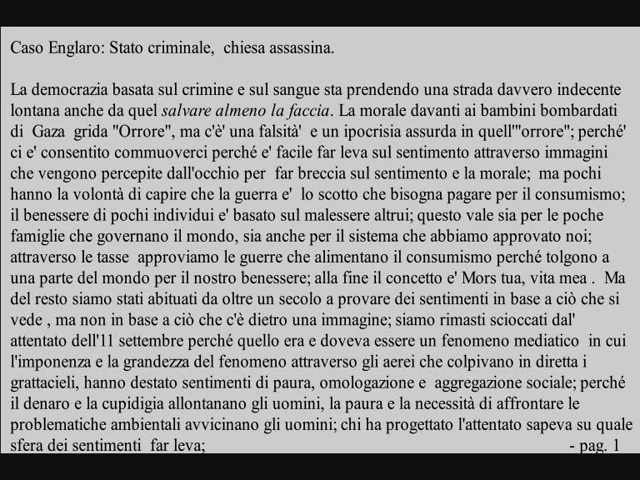 Caso Englaro: Stato criminale,  chiesa assassina.
La democrazia basata sul crimine e sul sangue sta prendendo una strada davvero indecente
lontana anche da quel salvare almeno la faccia. La morale davanti ai bambini bombardati
di  Gaza  grida "Orrore", ma c'è' una falsità'  e un ipocrisia assurda in quell'"orrore"; perché'
ci e' consentito commuoverci perché e' facile far leva sul sentimento attraverso immagini
che vengono percepite dall'occhio per  far breccia sul sentimento e la morale;  ma pochi
hanno la volontà di capire che la guerra e'  lo scotto che bisogna pagare per il consumismo;
il benessere di pochi individui e' basato sul malessere altrui; questo vale sia per le poche
famiglie che governano il mondo, sia anche per il sistema che abbiamo approvato noi;
attraverso le tasse  approviamo le guerre che alimentano il consumismo perché tolgono a
una parte del mondo per il nostro benessere; alla fine il concetto e' Mors tua, vita mea .  Ma
del resto siamo stati abituati da oltre un secolo a provare dei sentimenti in base a ciò che si
vede , ma non in base a ciò che c'è dietro una immagine; siamo rimasti scioccati dal'
attentato dell'11 settembre perché quello era e doveva essere un fenomeno mediatico  in cui
l'imponenza e la grandezza del fenomeno attraverso gli aerei che colpivano in diretta i
grattacieli, hanno destato sentimenti di paura, omologazione e  aggregazione sociale; perché
il denaro e la cupidigia allontanano gli uomini, la paura e la necessità di affrontare le
problematiche ambientali avvicinano gli uomini; chi ha progettato l'attentato sapeva su quale
sfera dei sentimenti  far leva; - pag. 1